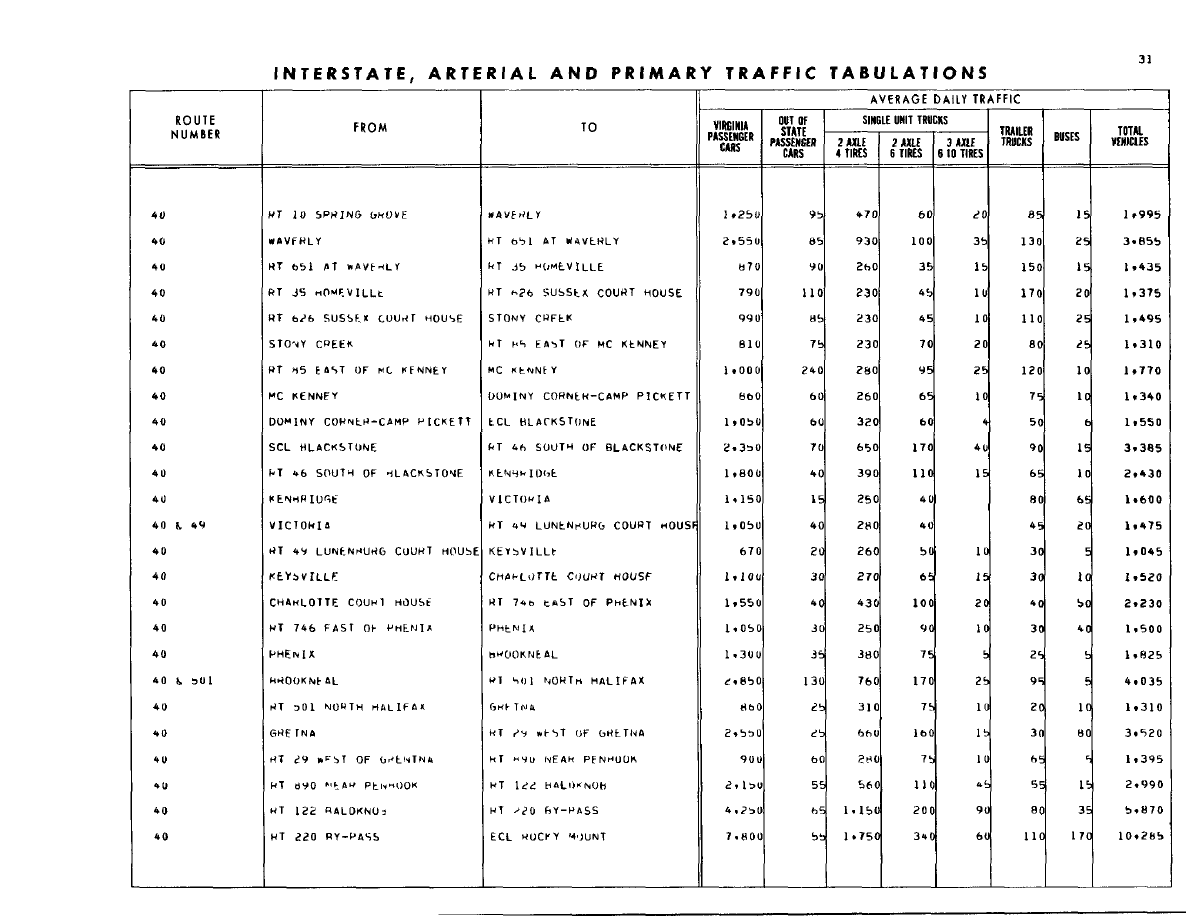 31
INTERSTATE, ARTERIAL AND PRIMARY TRAFFIC TABULATIONS
ROUTE NUMBER FROM TO AVERAGE DAILY TRAFFIC
VIRGINIA PASSENGER CARS OUT OF STATE PASSENGER CARS SINGLE UNIT TRUCKS 2 AXLE 4 TIRES 2 AXLE 6 TIRES 3 AXLE 6 10 TIRES TRAILER TRUCKS BUSES TOTAL VEHICLES
40 RT 10 SPRING GROVE WAVERLY 1,250 95 470 60 20 85 15 1,995
40 WAVERLY RT 651 AT WAVERLY 2,550 85 930 100 35 130 25 3,855
40 RT 651 AT WAVERLY RT 35 HOMEVILLE 870 90 260 35 15 150 15 1,435
40 RT 35 HOMEVILLE RT 626 SUSSEX COURT HOUSE 790 110 230 45 10 170 20 1,375
40 RT 626 SUSSEX COURT HOUSE STONY CREEK 990 85 230 45 10 110 25 1,495
40 STONY CREEK RT 85 EAST OF MC KENNEY 810 75 230 70 20 80 25 1,310
40 RT 85 EAST OF MC KENNEY MC KENNEY 1,000 240 280 95 25 120 10 1,770
40 MC KENNEY DOMINY CORNER-CAMP PICKETT 860 60 260 65 10 75 10 1,340
40 DOMINY CORNER-CAMP PICKETT ECL BLACKSTONE 1,050 60 320 60 4 50 6 1,550
40 SCL BLACKSTONE RT 46 SOUTH OF BLACKSTONE 2,350 70 650 170 40 90 15 3,385
40 RT 46 SOUTH OF BLACKSTONE KENBRIDGE 1,800 40 390 110 15 65 10 2,430
40 KENBRIDGE VICTORIA 1,150 15 250 40 80 65 1,600
40 & 49 VICTORIA RT 49 LUNENBURG COURT HOUSE 1,050 40 280 40 45 20 1,475
40 RT 49 LUNENBURG COURT HOUSE KEYSVILLE 670 20 260 50 10 30 5 1,045
40 KEYSVILLE CHARLOTTE COURT HOUSE 1,100 30 270 65 15 30 10 1,520
40 CHARLOTTE COURT HOUSE RT 746 EAST OF PHENIX 1,550 40 430 100 20 40 50 2,230
40 RT 746 EAST OF PHENIX PHENIX 1,050 30 250 90 10 30 40 1,500
40 PHENIX BROOKNEAL 1,300 35 380 75 5 25 5 1,825
40 & 501 BROOKNEAL RT 501 NORTH HALIFAX 2,850 130 760 170 25 95 5 4,035
40 RT 501 NORTH HALIFAX GRETNA 860 25 310 75 10 20 10 1,310
40 GRETNA RT 29 WEST OF GRETNA 2,550 25 660 160 15 30 80 3,520
40 RT 29 WEST OF GRENTNA RT 890 NEAR PENHOOK 900 60 280 75 10 65 5 1,395
40 RT 890 NEAR PENHOOK RT 122 BALDKNOB 2,150 55 560 110 45 55 15 2,990
40 RT 122 BALDKNOB RT 220 BY-PASS 4,250 65 1,150 200 90 80 35 5,870
40 RT 220 BY-PASS ECL ROCKY MOUNT 7,800 55 1,750 340 60 110 170 10,285